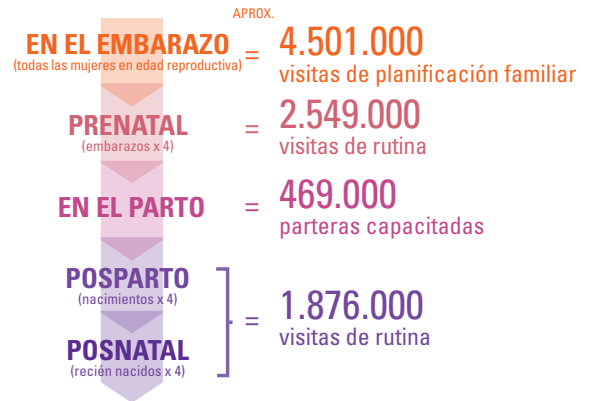 APROX.
EN EL EMBARAZO = 4.501.000
(todas las mujeres en edad reproductiva)
visitas de planificación familiar
PRENATAL = 2.549.000
(embarazos x 4)
visitas de rutina
EN EL PARTO = 469.000
parteras capacitadas
POSPARTO
(nacimientos x 4)
= 1.876.000
visitas de rutina
POSNATAL
(recién nacidos x 4)